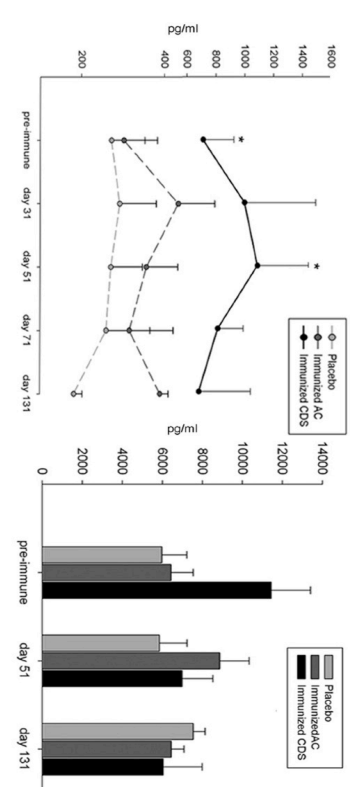 pg/ml
200 400 600 800 1000 1200 1400 1600
*
*
pre-immune
day 31
day 51
day 71
day 131
Placebo
Immunized AC
Immunized CDS
pg/ml
0 2000 4000 6000 8000 10000 12000 14000
pre-immune
day 51
day 131
Placebo
ImmunizedAC
Immunized CDS